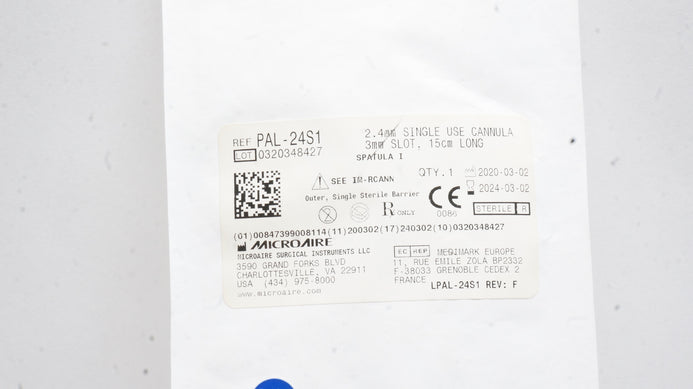 REF PAL-24S1
LOT 0320348427
2.4mm SINGLE USE CANNULA
3mm SLOT, 15cm LONG
SPATULA I
SEE IM-RCANN
QTY.1
2020-03-02
2024-03-02
Outer, Single Sterile Barrier
R ONLY
CE
0086
STERILE R
(01)00847399008114(11)200302(17)240302(10)0320348427
MICROAIRE
MICROAIRE SURGICAL INSTRUMENTS LLC
3590 GRAND FORKS BLVD
CHARLOTTESVILLE, VA 22911
USA (434) 975-8000
www.microaire.com
EC REP MEDIMARK EUROPE
11, RUE EMILE ZOLA BP2332
F-38033 GRENOBLE CEDEX 2
FRANCE
LPAL-24S1 REV: F